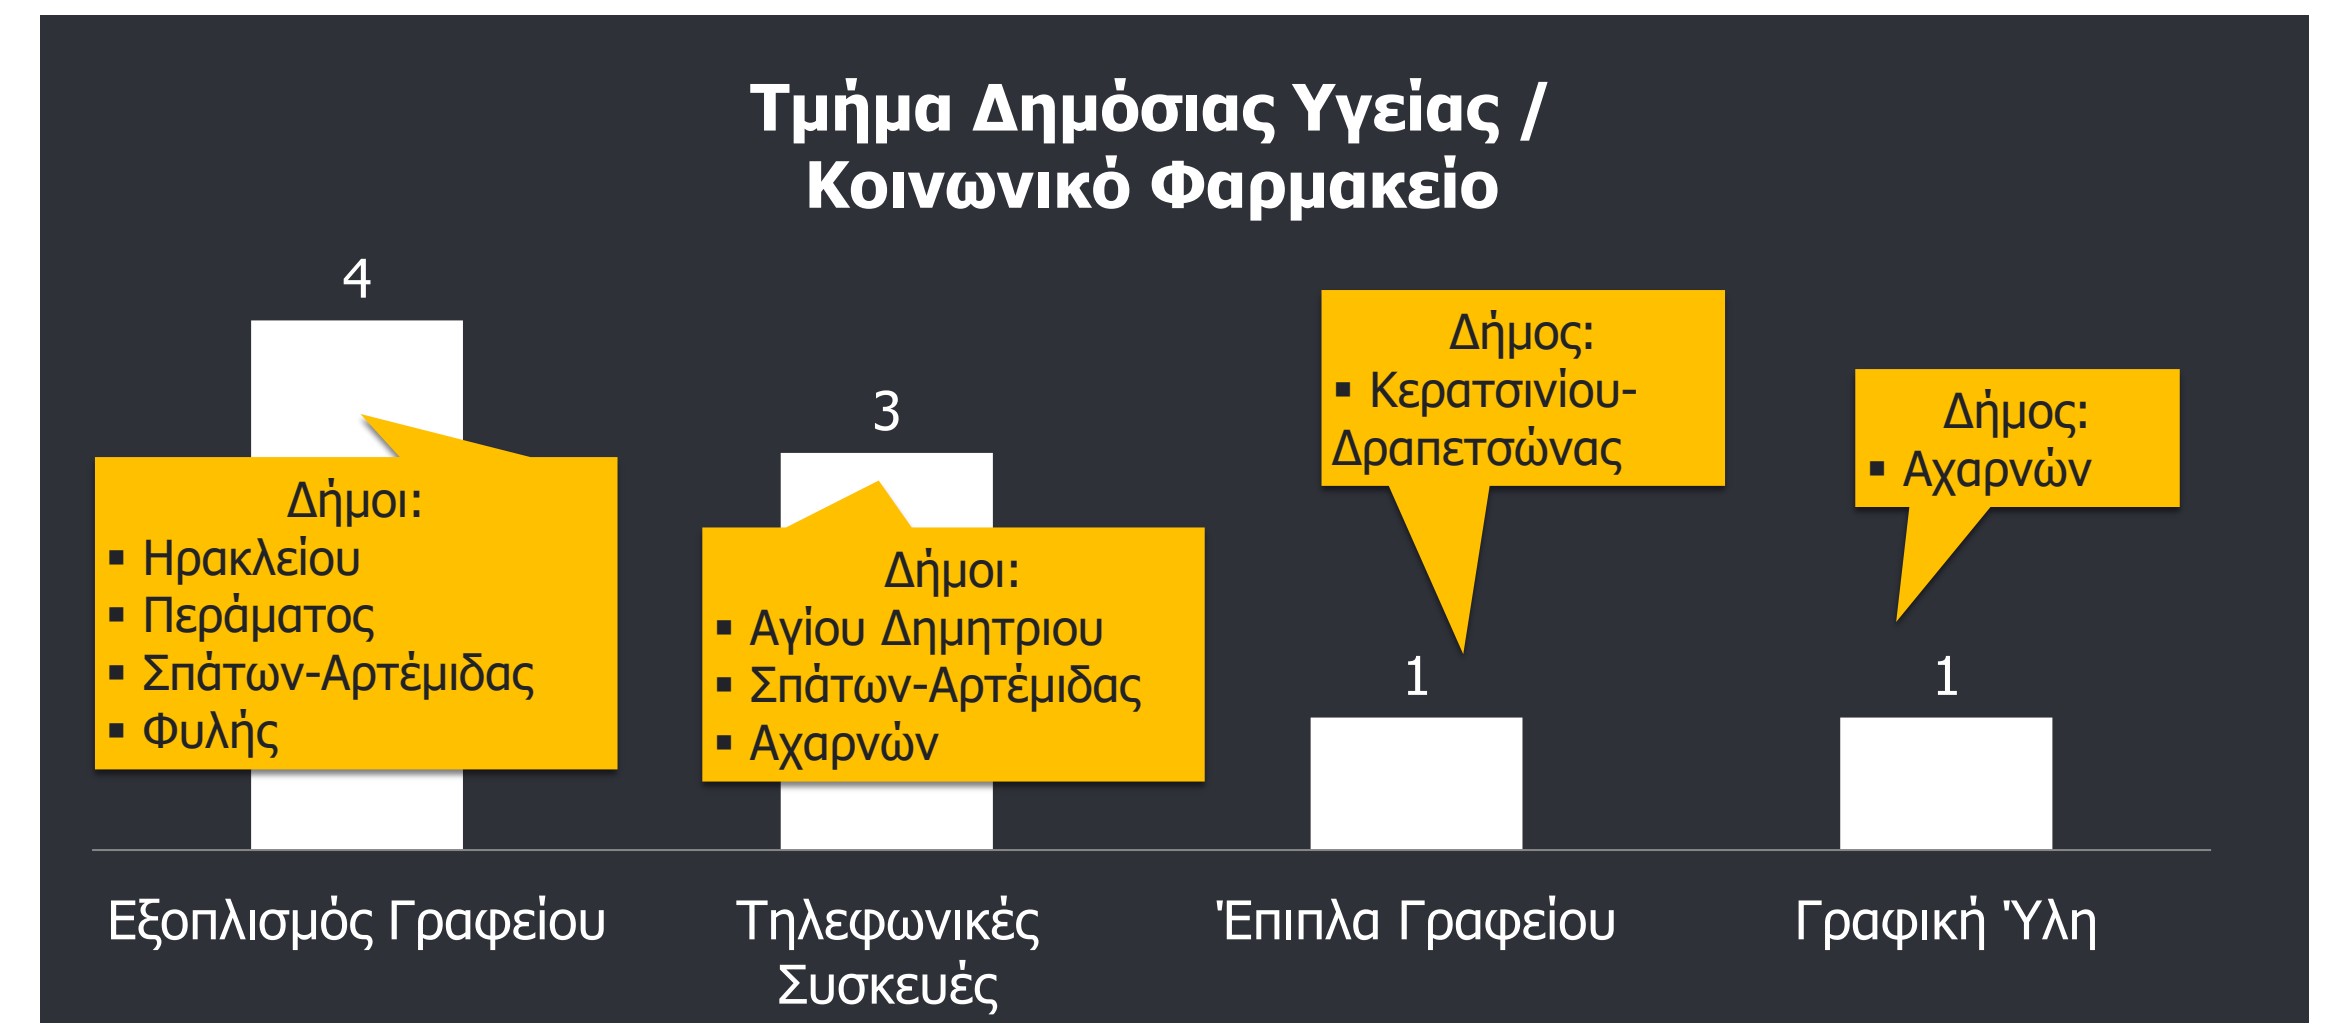 Τμήμα Δημόσιας Υγείας /
Κοινωνικό Φαρμακείο
4
Δήμοι:
▪ Ηρακλείου
▪ Περάματος
▪ Σπάτων-Αρτέμιδας
▪ Φυλής
3
Δήμοι:
▪ Αγίου Δημητριου
▪ Σπάτων-Αρτέμιδας
▪ Αχαρνών
Δήμος:
▪ Κερατσινίου-
Δραπετσώνας
1
Δήμος:
▪ Αχαρνών
1
Εξοπλισμός Γραφείου
Τηλεφωνικές
Συσκευές
Έπιπλα Γραφείου
Γραφική Ύλη